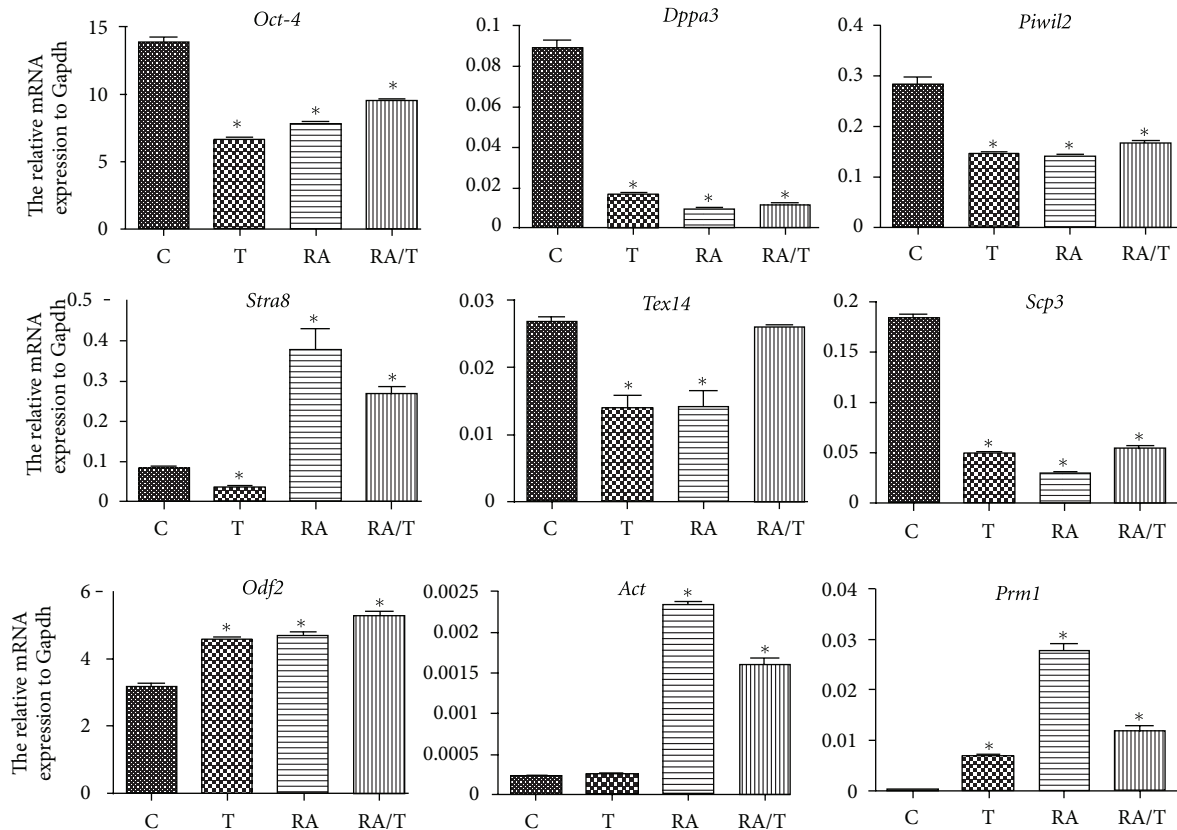 Oct-4
Dppa3
Piwil2
The relative mRNA
expression to Gapdh
15
10
5
0
* * *
C T RA RA/T
0.1
0.08
0.06
0.04
0.02
0
* * *
C T RA RA/T
0.3
0.2
0.1
0
* * *
C T RA RA/T
Stra8
Tex14
Scp3
The relative mRNA
expression to Gapdh
0.5
0.4
0.3
0.2
0.1
0
* * *
C T RA RA/T
0.03
0.02
0.01
0
* *
C T RA RA/T
0.2
0.15
0.1
0.05
0
* * *
C T RA RA/T
Odf2
Act
Prm1
The relative mRNA
expression to Gapdh
6
4
2
0
* * *
C T RA RA/T
0.0025
0.002
0.0015
0.001
0.0005
0
* *
C T RA RA/T
0.04
0.03
0.02
0.01
0
* * *
C T RA RA/T